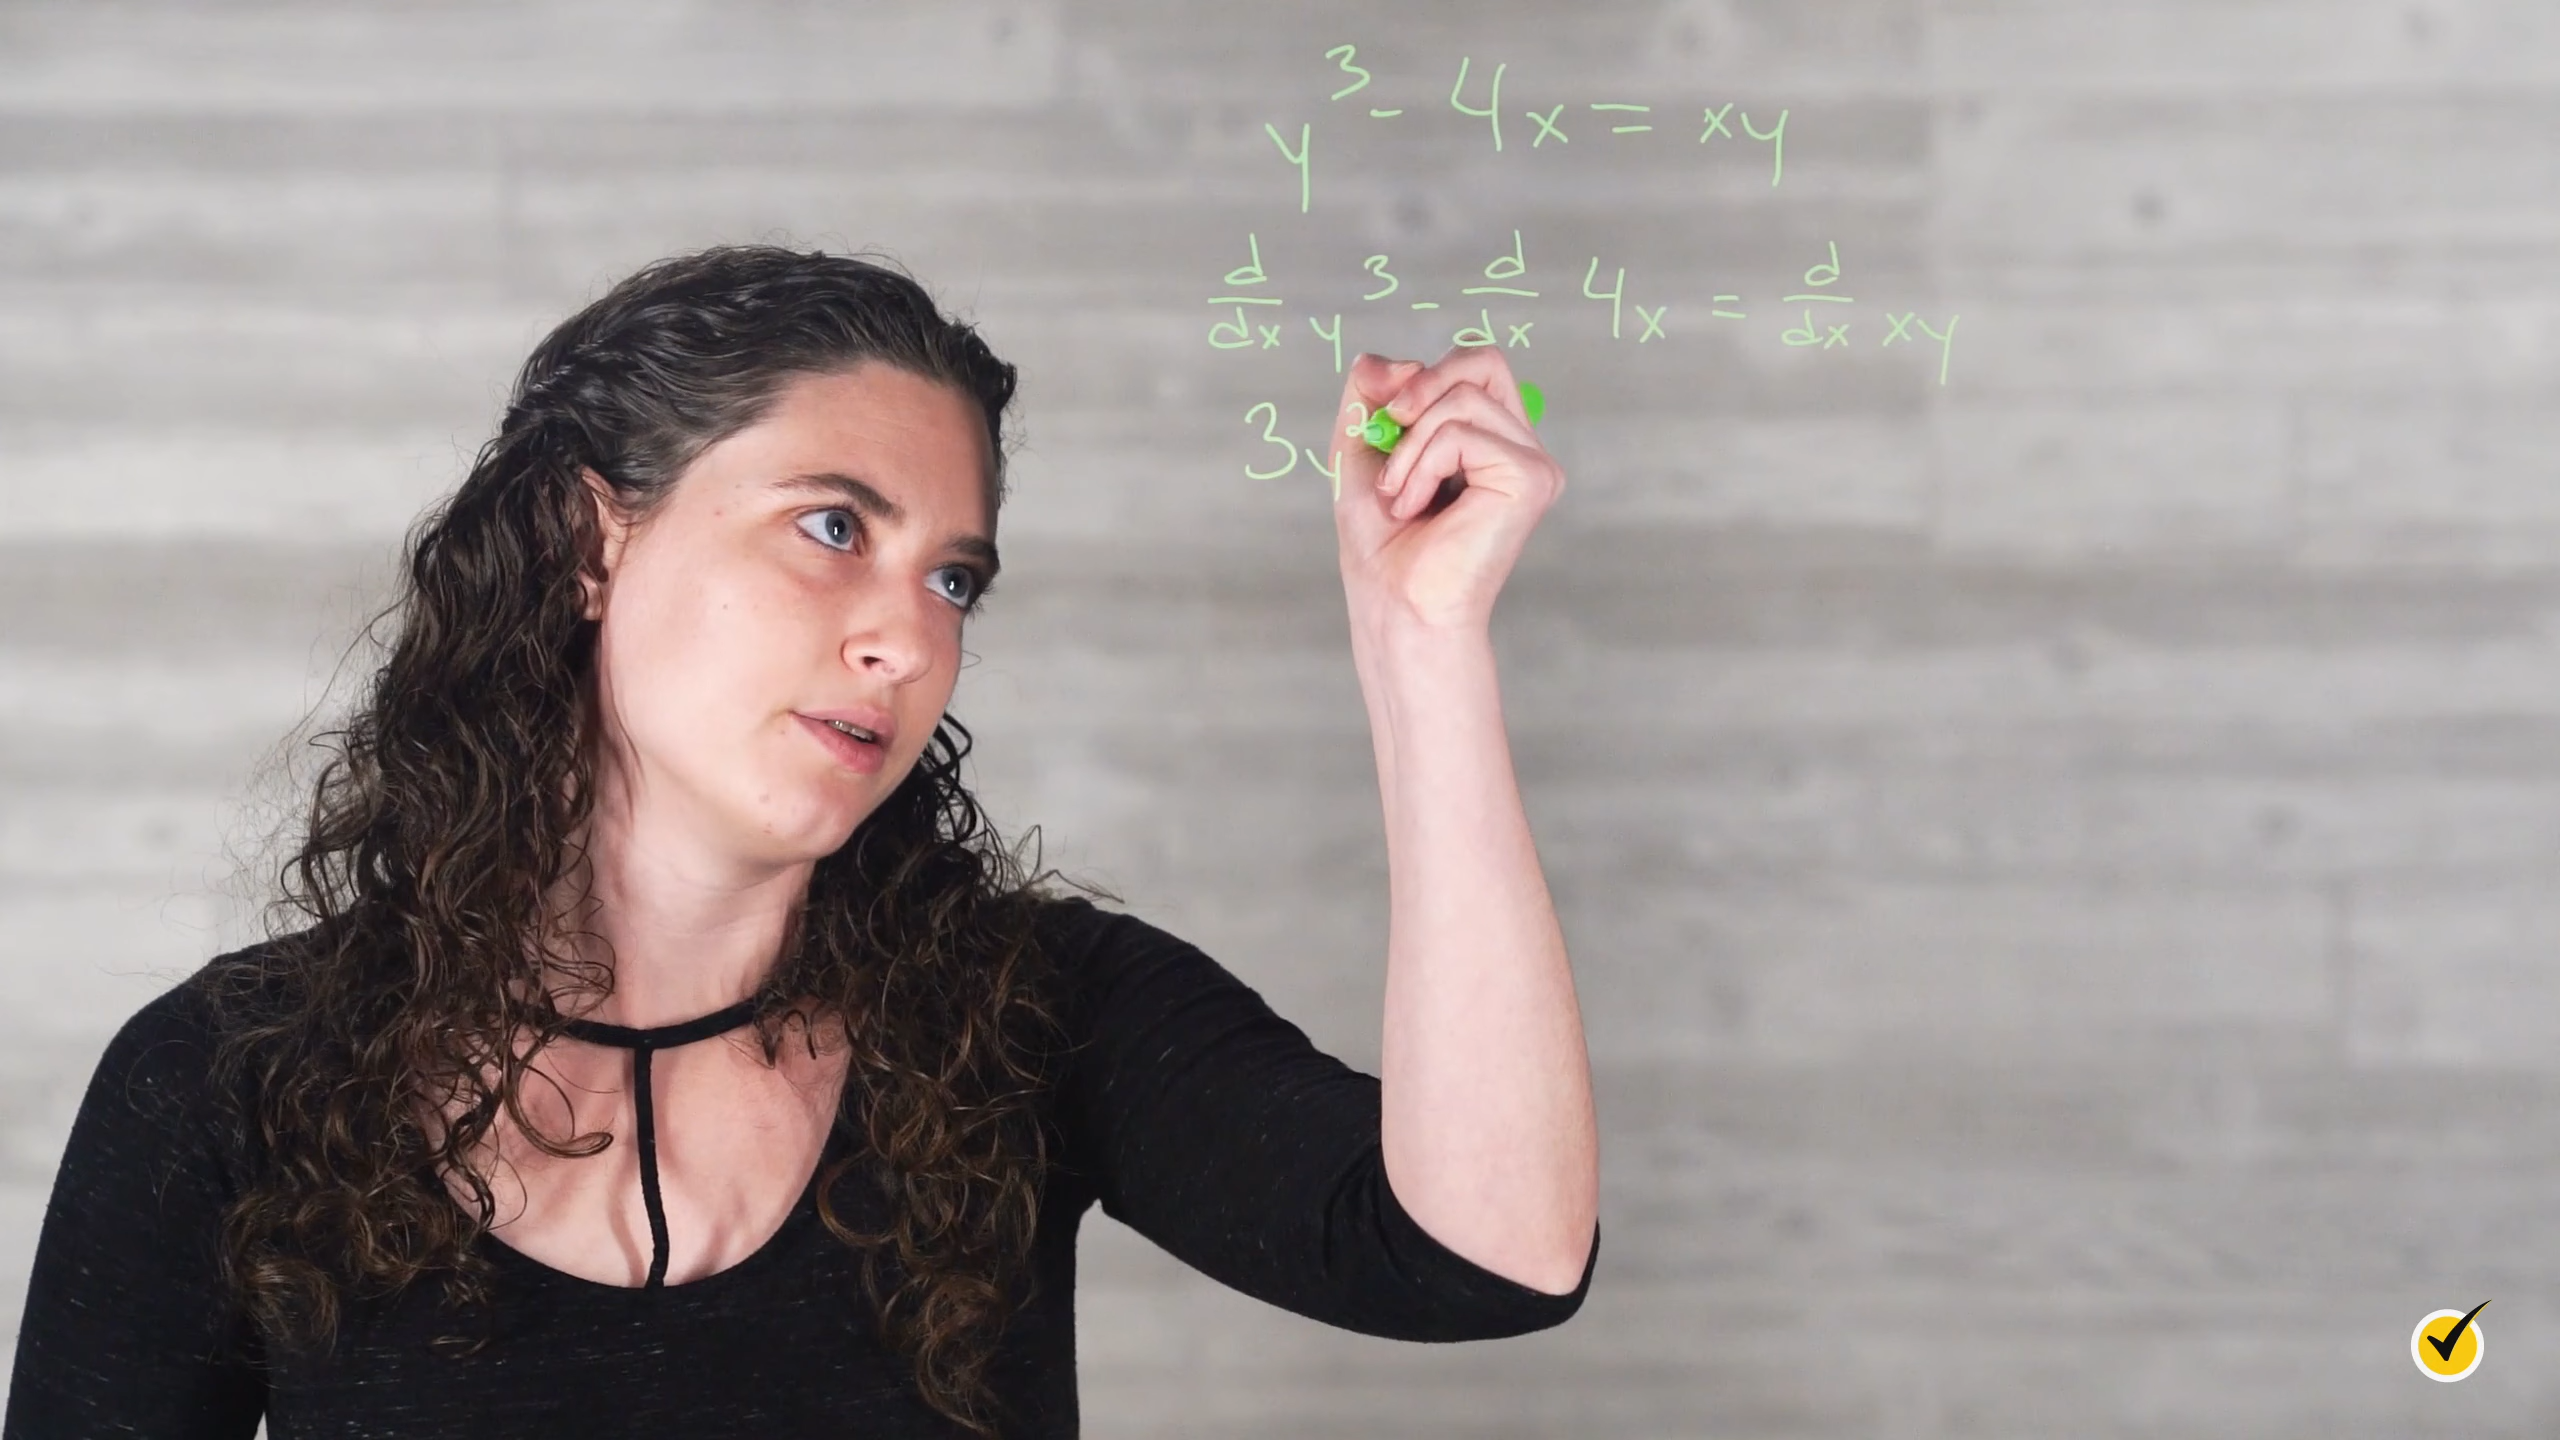 y³ - 4x = xy
d/dx y³ - d/dx 4x = d/dx xy
3y²